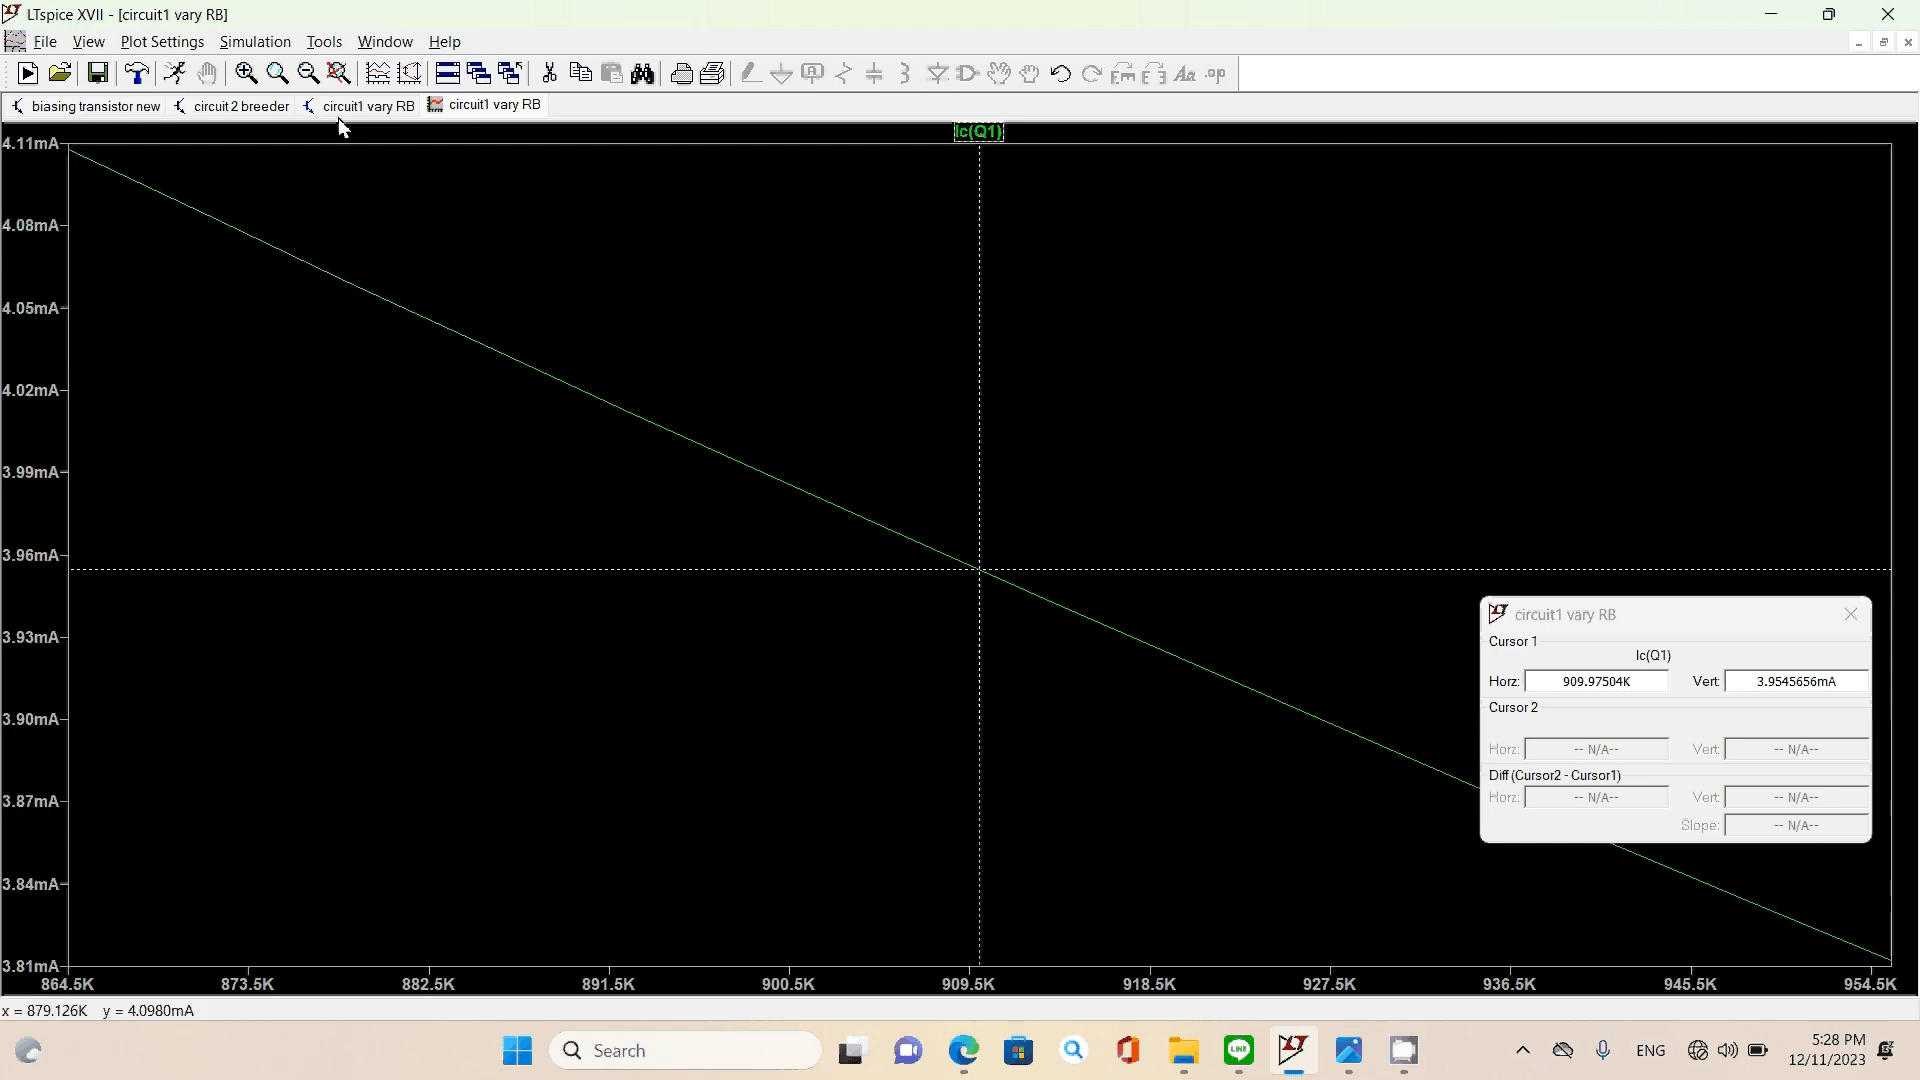 LTspice XVII - [circuit1 vary RB]
File View Plot Settings Simulation Tools Window Help
Aa .op
biasing transistor new circuit 2 breeder circuit1 vary RB circuit1 vary RB
Ic(Q1)
4.11mA
4.08mA
4.05mA
4.02mA
3.99mA
3.96mA
3.93mA
3.90mA
3.87mA
3.84mA
3.81mA
circuit1 vary RB
Cursor 1
Ic(Q1)
Horz: 909.97504K Vert: 3.9545656mA
Cursor 2
Horz: -- N/A-- Vert: -- N/A--
Diff (Cursor2 - Cursor1)
Horz: -- N/A-- Vert: -- N/A--
Slope: -- N/A--
864.5K 873.5K 882.5K 891.5K 900.5K 909.5K 918.5K 927.5K 936.5K 945.5K 954.5K
x = 879.126K y = 4.0980mA
Search
LINE
ENG
5:28 PM
12/11/2023